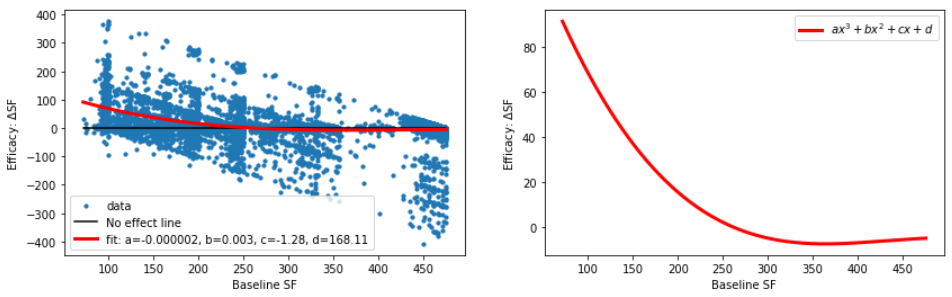 400
300
200
100
0
−100
−200
−300
−400
Efficacy: ΔSF
data
No effect line
fit: a=-0.000002, b=0.003, c=-1.28, d=168.11
100 150 200 250 300 350 400 450
Baseline SF
80
60
40
20
0
Efficacy: ΔSF
ax³ + bx² + cx + d
100 150 200 250 300 350 400 450
Baseline SF